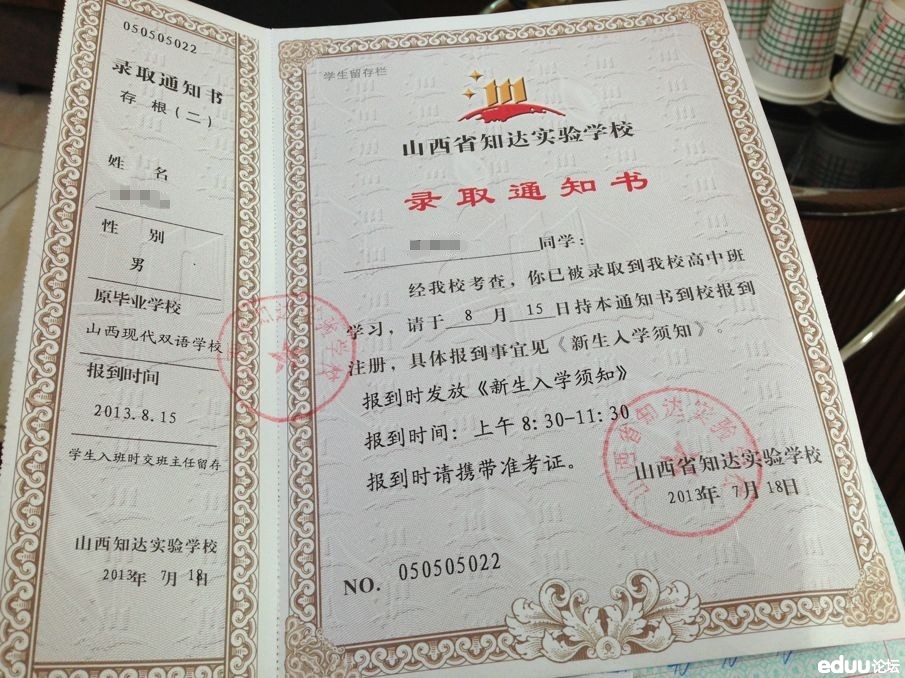 050505022
录取通知书
存根(二)
姓名
性别
男
原毕业学校
山西现代双语学校
报到时间
2013.8.15
学生入班时交班主任留存
山西知达实验学校
2013年 7月 18日
学生留存栏
山西省知达实验学校
录取通知书
同学：
经我校考查，你已被录取到我校高中班
学习，请于 8 月 15 日持本通知书到校报到
注册，具体报到事宜见《新生入学须知》。
报到时发放《新生入学须知》
报到时间：上午8:30-11:30
报到时请携带准考证。
山西省知达实验学校
2013年 7月 18日
NO. 050505022
山西省知达实验
eduu论坛